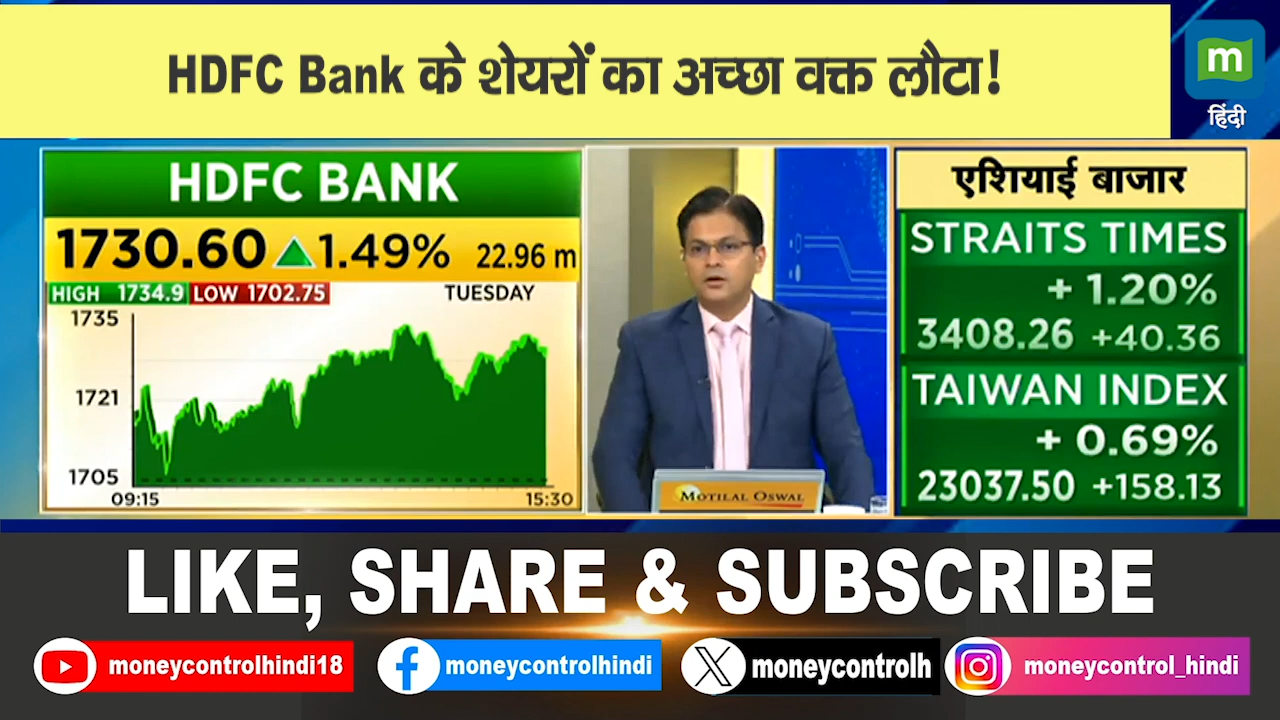 HDFC Bank के शेयरों का अच्छा वक्त लौटा!
m
हिंदी
HDFC BANK
1730.60 ▲ 1.49% 22.96 m
HIGH 1734.9 LOW 1702.75 TUESDAY
1735
1721
1705
09:15 15:30
MOTILAL OSWAL
एशियाई बाजार
STRAITS TIMES
+ 1.20%
3408.26 +40.36
TAIWAN INDEX
+ 0.69%
23037.50 +158.13
LIKE, SHARE & SUBSCRIBE
moneycontrolhindi18
moneycontrolhindi
moneycontrolh
moneycontrol_hindi